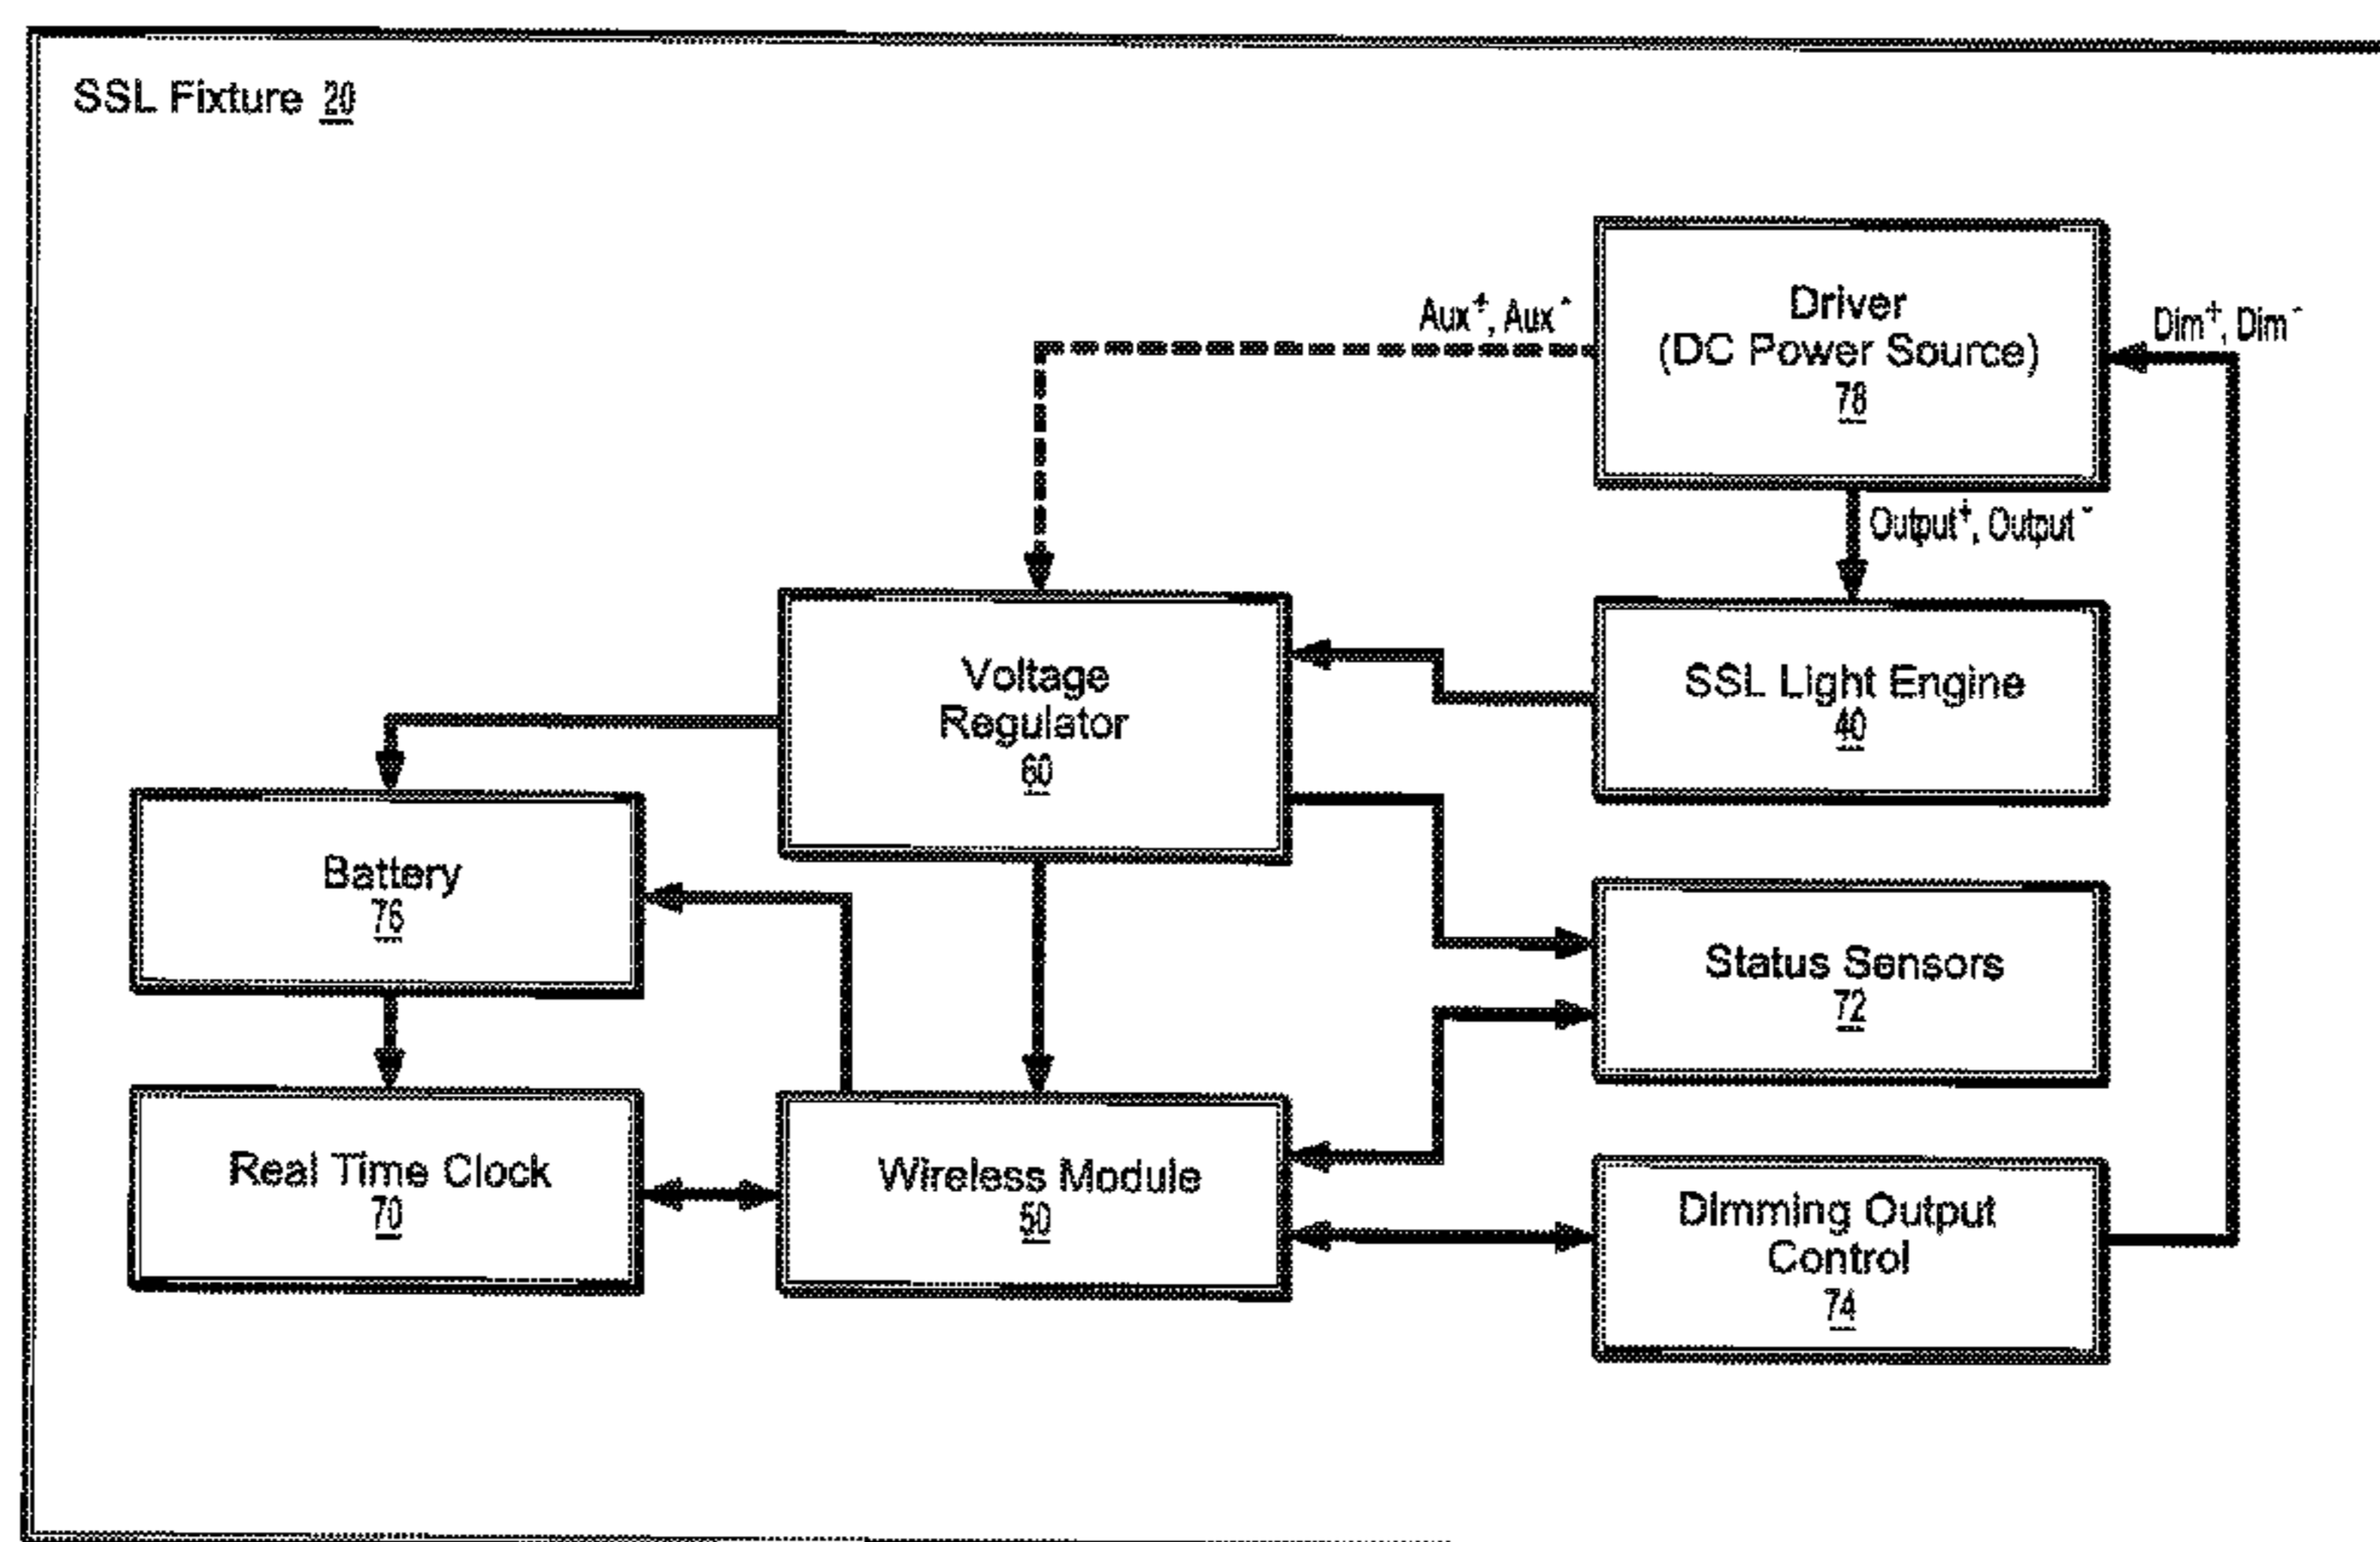 SSL Fixture 20
Driver
(DC Power Source)
78
Aux⁺, Aux⁻
Dim⁺, Dim⁻
Output⁺, Output⁻
Voltage
Regulator
60
SSL Light Engine
40
Battery
76
Status Sensors
72
Real Time Clock
70
Wireless Module
50
Dimming Output
Control
74